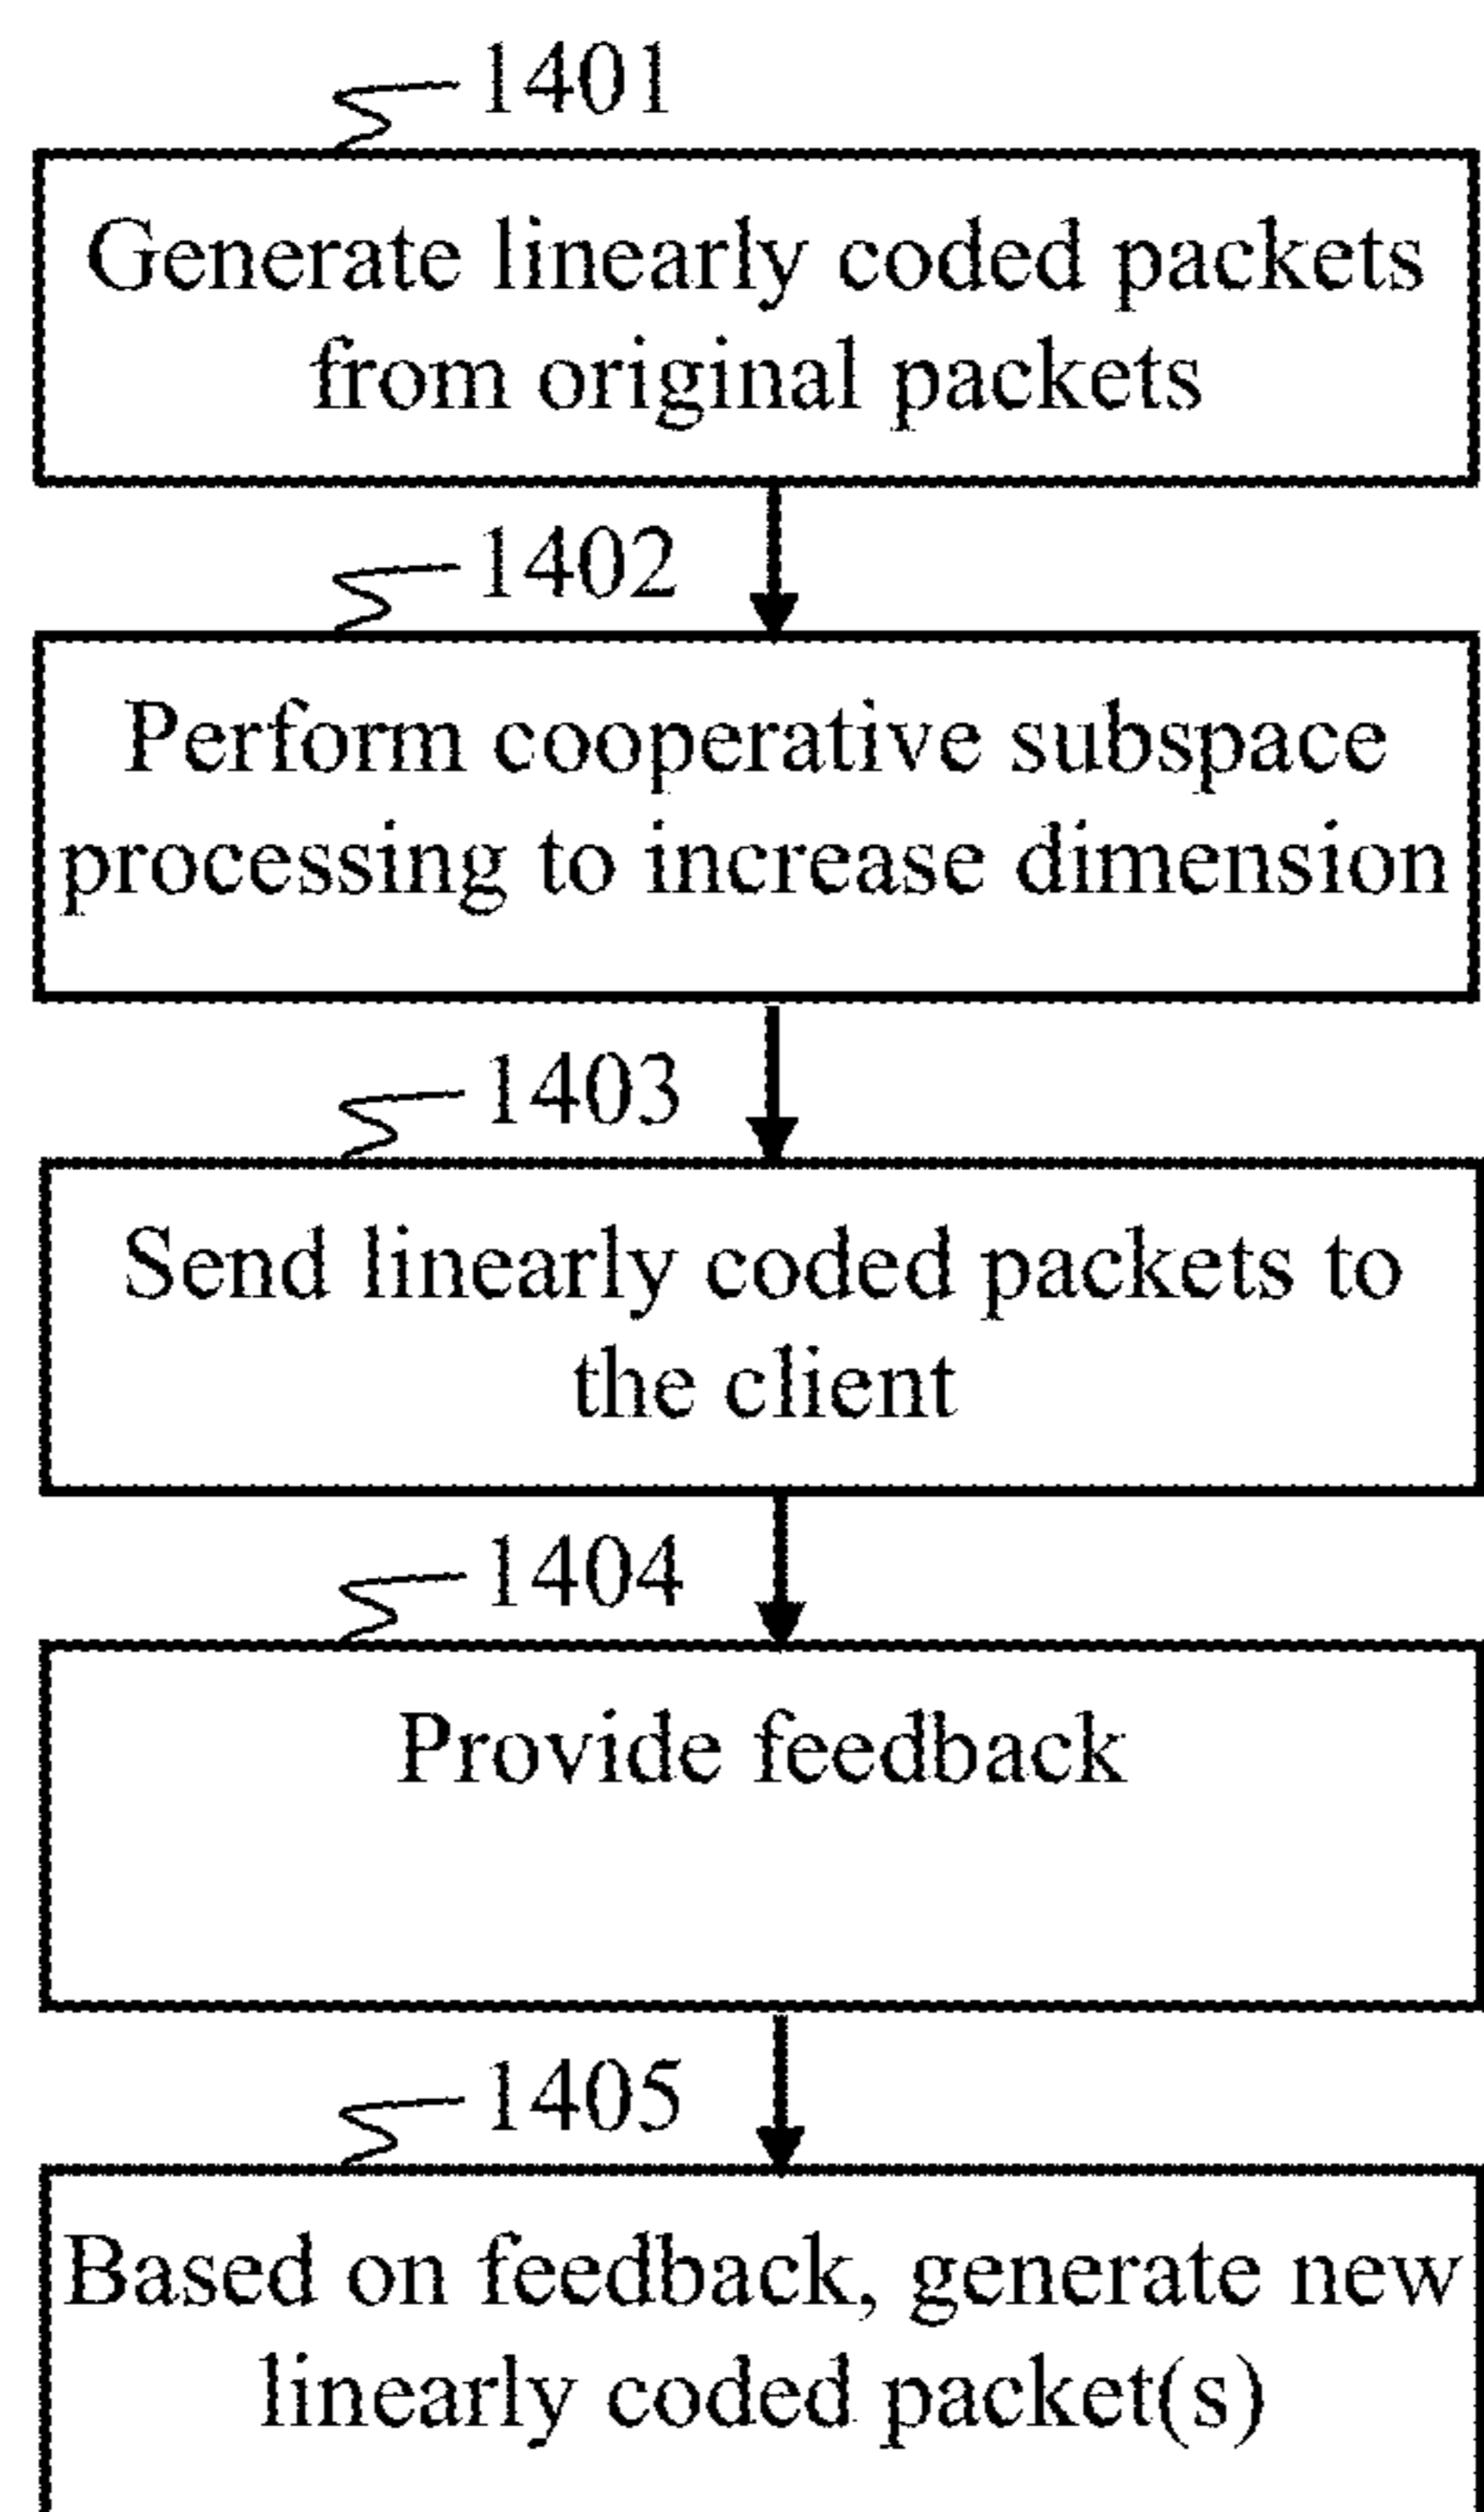 1401
Generate linearly coded packets
from original packets
1402
Perform cooperative subspace
processing to increase dimension
1403
Send linearly coded packets to
the client
1404
Provide feedback
1405
Based on feedback, generate new
linearly coded packet(s)